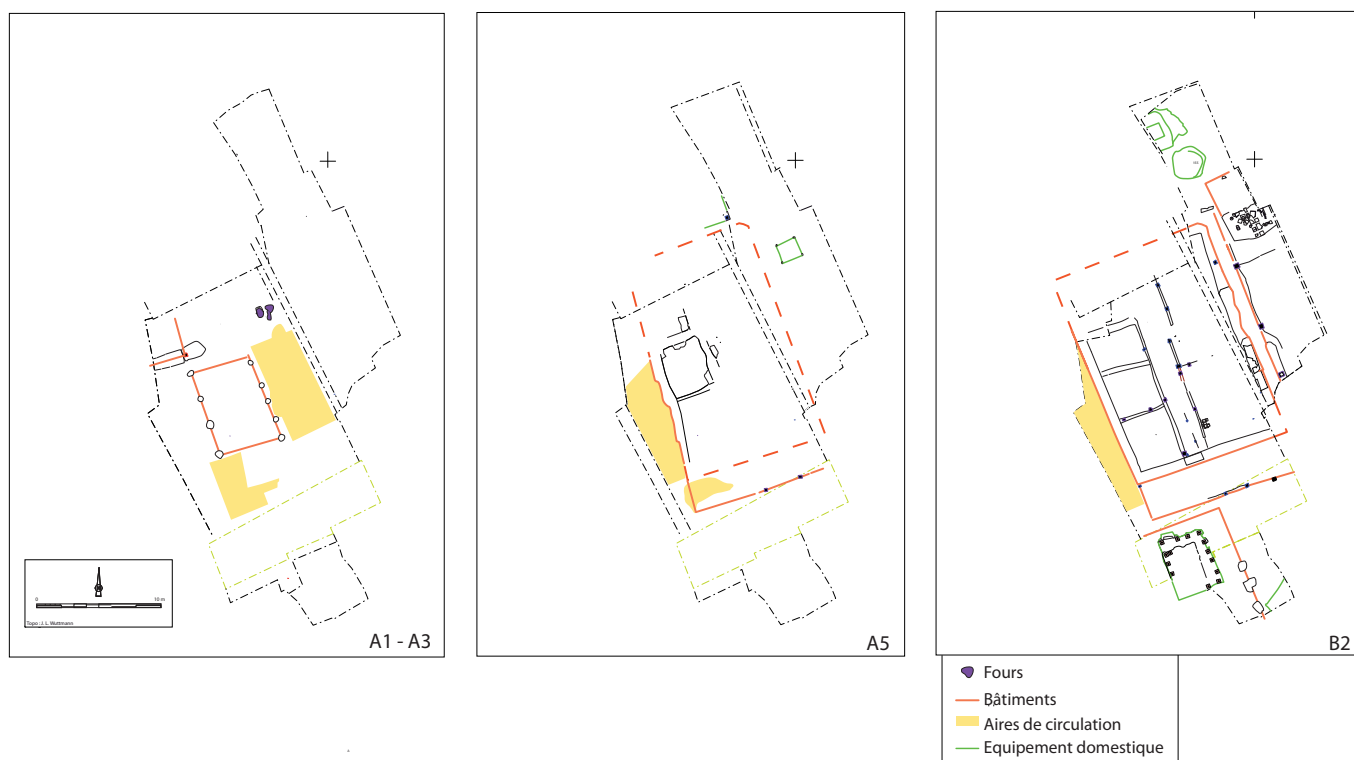 0 10 m
Topo : J. L. Wuttmann
A1 - A3
A5
B2
Fours
Bâtiments
Aires de circulation
Equipement domestique